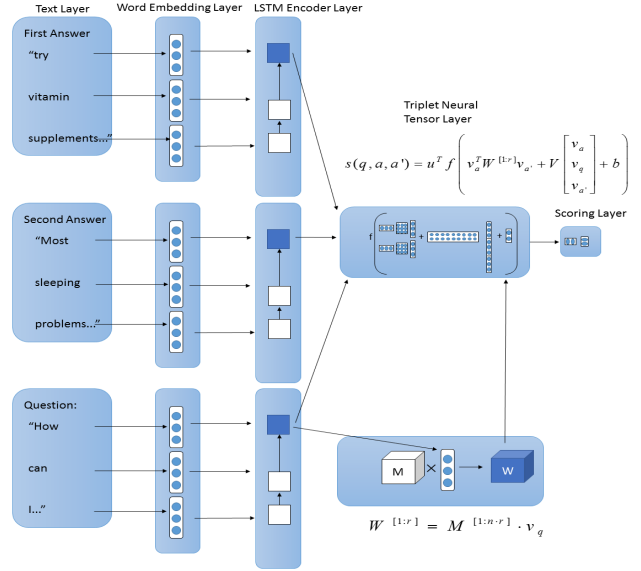 Text Layer
Word Embedding Layer
LSTM Encoder Layer
First Answer
“try
vitamin
supplements...”
Second Answer
“Most
sleeping
problems...”
Question:
“How
can
I...”
Triplet Neural
Tensor Layer
s(q, a, a') = u^T f ( v_a^T W^[1:r] v_a' + V [ v_a v_q v_a' ] + b )
Scoring Layer
f + +
M × W
W^[1:r] = M^[1:n·r] · v_q